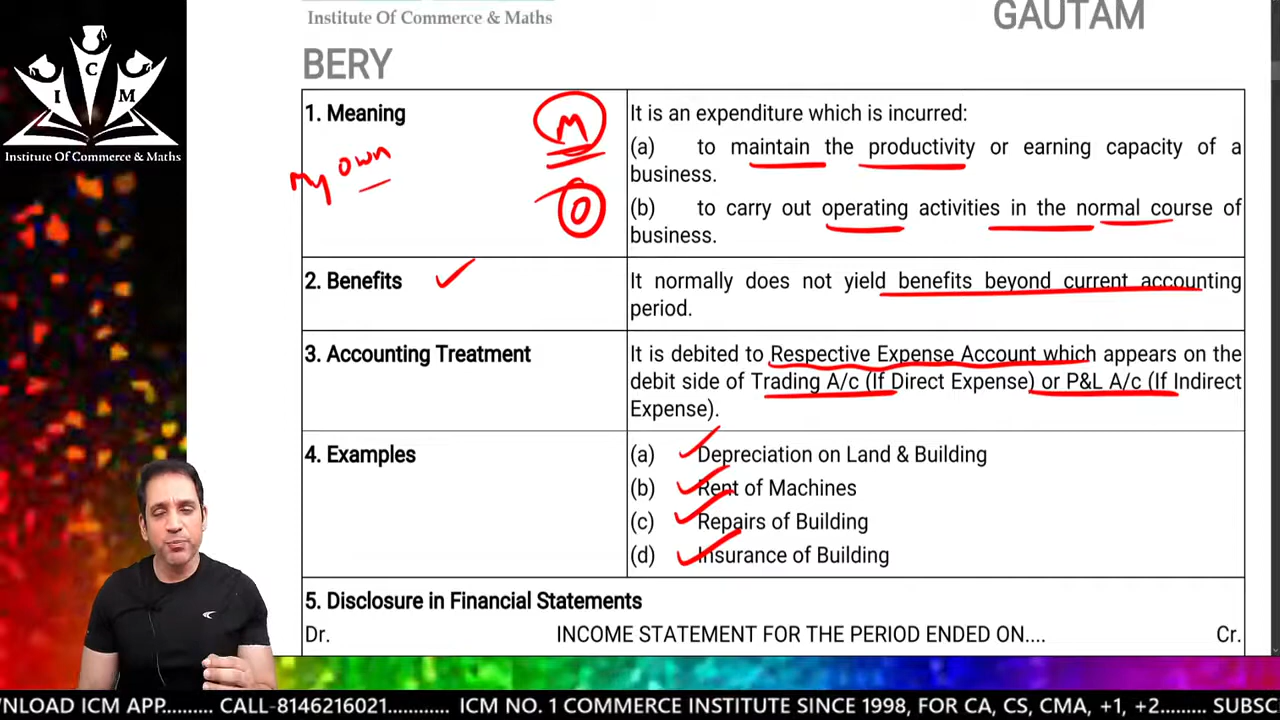 Institute Of Commerce & Maths
GAUTAM
BERY
I C M
Institute Of Commerce & Maths
1. Meaning
My own
M
O
It is an expenditure which is incurred:
(a) to maintain the productivity or earning capacity of a
business.
(b) to carry out operating activities in the normal course of
business.
2. Benefits
It normally does not yield benefits beyond current accounting
period.
3. Accounting Treatment
It is debited to Respective Expense Account which appears on the
debit side of Trading A/c (If Direct Expense) or P&L A/c (If Indirect
Expense).
4. Examples
(a) Depreciation on Land & Building
(b) Rent of Machines
(c) Repairs of Building
(d) Insurance of Building
5. Disclosure in Financial Statements
Dr. INCOME STATEMENT FOR THE PERIOD ENDED ON.... Cr.
WNLOAD ICM APP......... CALL-8146216021............ ICM NO. 1 COMMERCE INSTITUTE SINCE 1998, FOR CA, CS, CMA, +1, +2......... SUBSC